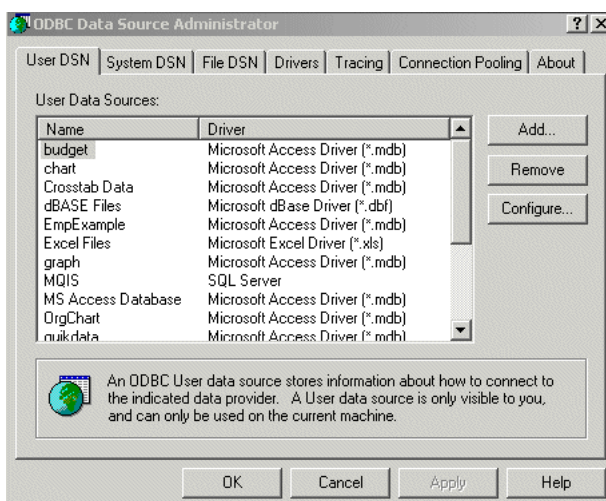 ODBC Data Source Administrator
User DSN System DSN File DSN Drivers Tracing Connection Pooling About
User Data Sources:
Name Driver
budget Microsoft Access Driver (*.mdb)
chart Microsoft Access Driver (*.mdb)
Crosstab Data Microsoft Access Driver (*.mdb)
dBASE Files Microsoft dBase Driver (*.dbf)
EmpExample Microsoft Access Driver (*.mdb)
Excel Files Microsoft Excel Driver (*.xls)
graph Microsoft Access Driver (*.mdb)
MQIS SQL Server
MS Access Database Microsoft Access Driver (*.mdb)
OrgChart Microsoft Access Driver (*.mdb)
quikdata Microsoft Access Driver (*.mdb)
Add...
Remove
Configure...
An ODBC User data source stores information about how to connect to
the indicated data provider. A User data source is only visible to you,
and can only be used on the current machine.
OK Cancel Apply Help